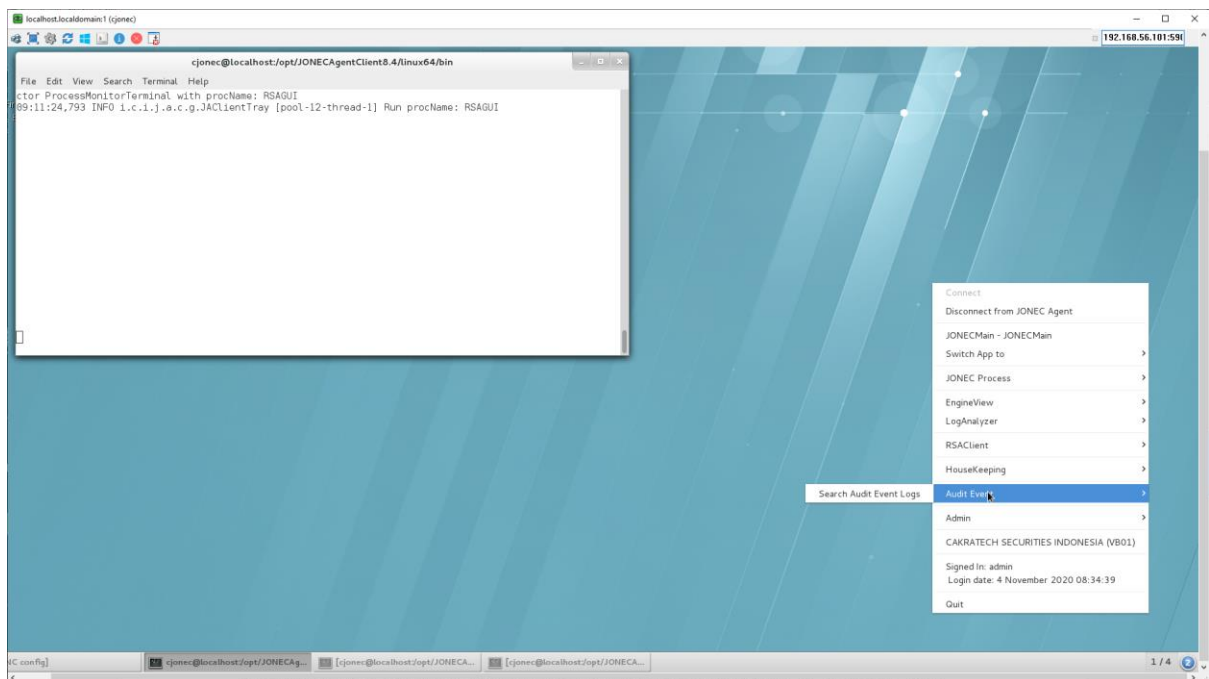 localhost.localdomain:1 (cjonec)
192.168.56.101:590
cjonec@localhost:/opt/JONECAgentClient8.4/linux64/bin
File Edit View Search Terminal Help
ctor ProcessMonitorTerminal with procName: RSAGUI
09:11:24,793 INFO i.c.i.j.a.c.g.JAClientTray [pool-12-thread-1] Run procName: RSAGUI
Connect
Disconnect from JONEC Agent
JONECMain - JONECMain
Switch App to
JONEC Process
EngineView
LogAnalyzer
RSAClient
HouseKeeping
Search Audit Event Logs
Audit Event
Admin
CAKRATECH SECURITIES INDONESIA (VB01)
Signed In: admin
Login date: 4 November 2020 08:34:39
Quit
C config]
cjonec@localhost:/opt/JONECAg...
[cjonec@localhost:/opt/JONECA...
[cjonec@localhost:/opt/JONECA...
1 / 4